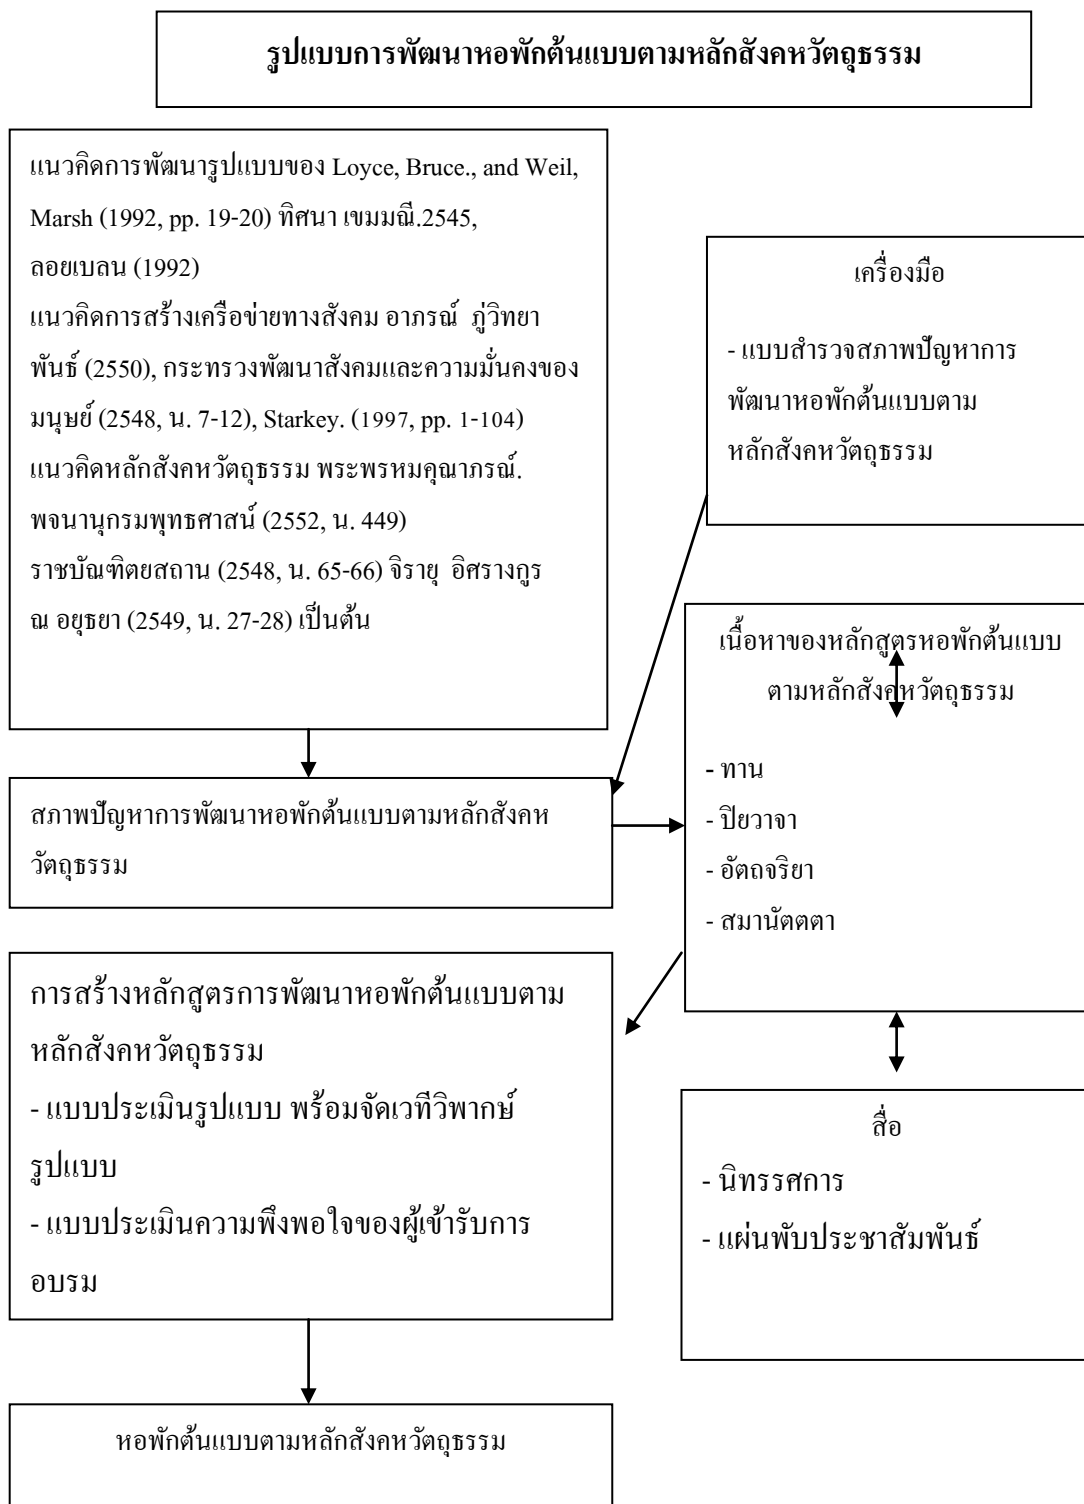 รูปแบบการพัฒนาหอพักต้นแบบตามหลักสังคหวัตถุธรรม
แนวคิดการพัฒนารูปแบบของ Loyce, Bruce., and Weil,
Marsh (1992, pp. 19-20) ทิศนา เขมมณี.2545,
ลอยเบลน (1992)
แนวคิดการสร้างเครือข่ายทางสังคม อาภรณ์ ภู่วิทยา
พันธ์ (2550), กระทรวงพัฒนาสังคมและความมั่นคงของ
มนุษย์ (2548, น. 7-12), Starkey. (1997, pp. 1-104)
แนวคิดหลักสังคหวัตถุธรรม พระพรหมคุณาภรณ์.
พจนานุกรมพุทธศาสน์ (2552, น. 449)
ราชบัณฑิตยสถาน (2548, น. 65-66) จิรายุ อิศรางกูร
ณ อยุธยา (2549, น. 27-28) เป็นต้น
เครื่องมือ
- แบบสำรวจสภาพปัญหาการ
พัฒนาหอพักต้นแบบตาม
หลักสังคหวัตถุธรรม
สภาพปัญหาการพัฒนาหอพักต้นแบบตามหลักสังคห
วัตถุธรรม
เนื้อหาของหลักสูตรหอพักต้นแบบ
ตามหลักสังคหวัตถุธรรม
- ทาน
- ปิยวาจา
- อัตถจริยา
- สมานัตตตา
การสร้างหลักสูตรการพัฒนาหอพักต้นแบบตาม
หลักสังคหวัตถุธรรม
- แบบประเมินรูปแบบ พร้อมจัดเวทีวิพากษ์
รูปแบบ
- แบบประเมินความพึงพอใจของผู้เข้ารับการ
อบรม
สื่อ
- นิทรรศการ
- แผ่นพับประชาสัมพันธ์
หอพักต้นแบบตามหลักสังคหวัตถุธรรม